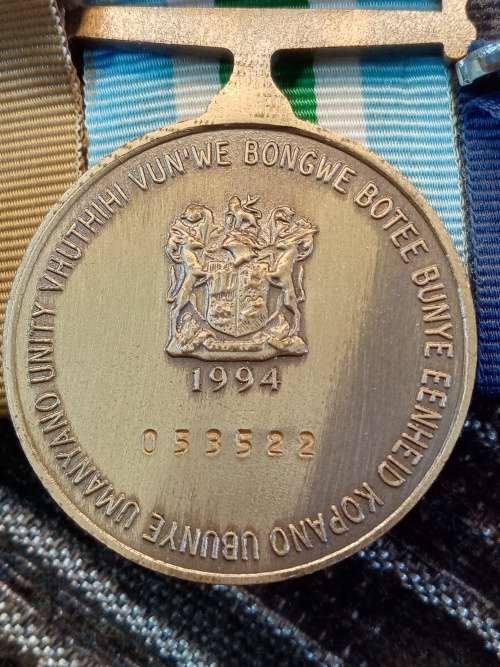 UNITY VHUTHIHI VUN'WE BONGWE BOTEE BUNYE EENHEID KOPANO UBUNYE UMANYANO
1994
053522